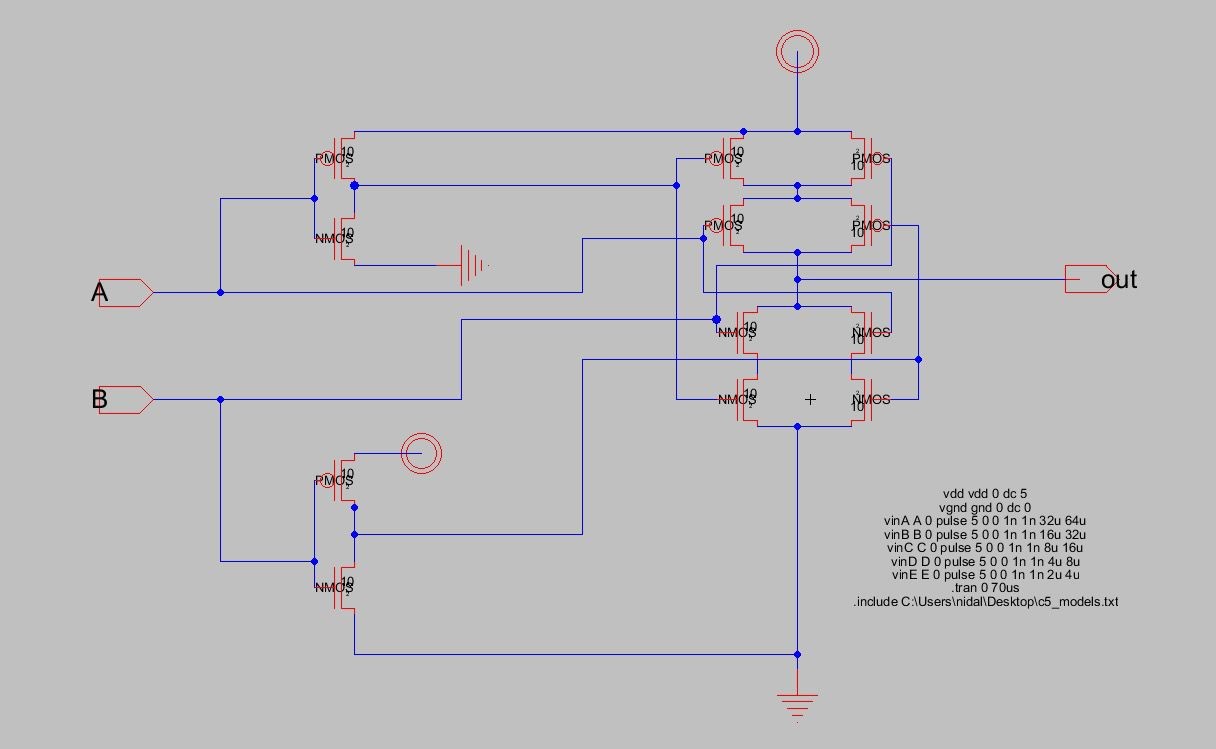 10
PMOS
2
10
PMOS
2
2
PMOS
10
10
PMOS
2
2
PMOS
10
10
NMOS
2
A
out
10
NMOS
2
2
NMOS
10
B
10
NMOS
2
2
NMOS
10
10
PMOS
2
10
NMOS
2
vdd vdd 0 dc 5
vgnd gnd 0 dc 0
vinA A 0 pulse 5 0 0 1n 1n 32u 64u
vinB B 0 pulse 5 0 0 1n 1n 16u 32u
vinC C 0 pulse 5 0 0 1n 1n 8u 16u
vinD D 0 pulse 5 0 0 1n 1n 4u 8u
vinE E 0 pulse 5 0 0 1n 1n 2u 4u
.tran 0 70us
.include C:\Users\nidal\Desktop\c5_models.txt